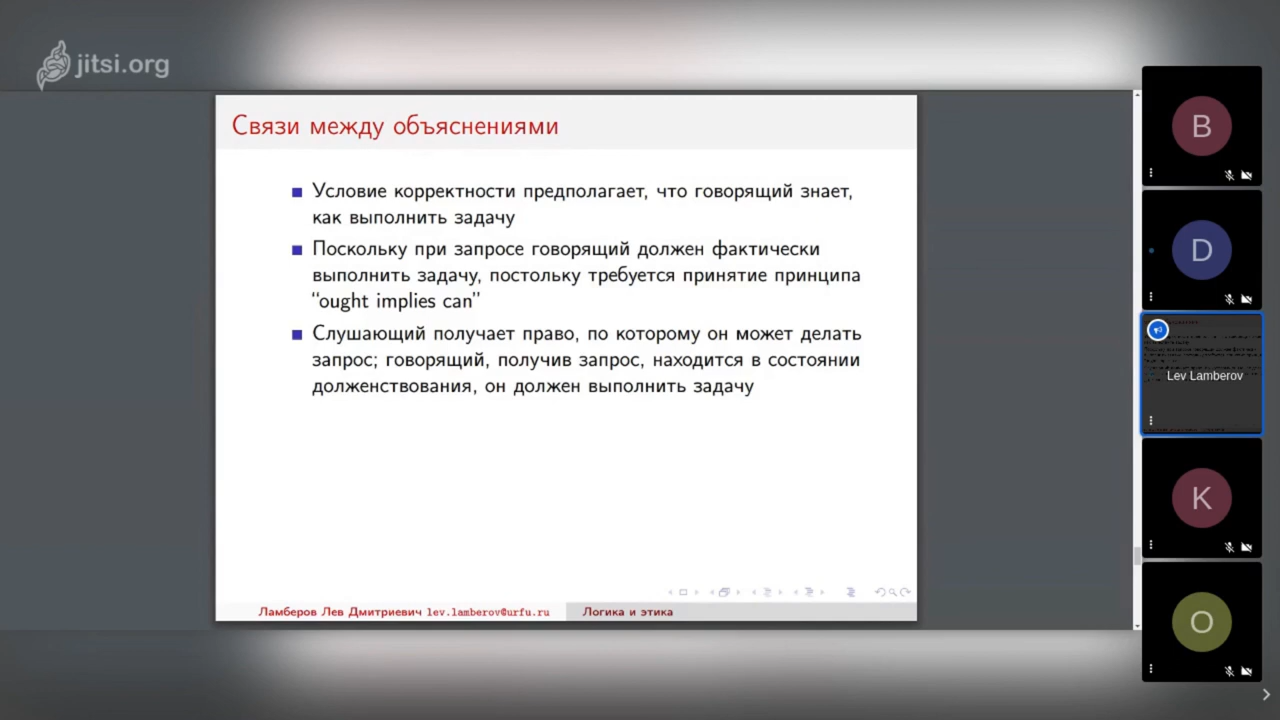 jitsi.org
Связи между объяснениями
Условие корректности предполагает, что говорящий знает,
как выполнить задачу
Поскольку при запросе говорящий должен фактически
выполнить задачу, постольку требуется принятие принципа
“ought implies can”
Слушающий получает право, по которому он может делать
запрос; говорящий, получив запрос, находится в состоянии
долженствования, он должен выполнить задачу
Ламберов Лев Дмитриевич lev.lamberov@urfu.ru
Логика и этика
B
D
Lev Lamberov
K
O